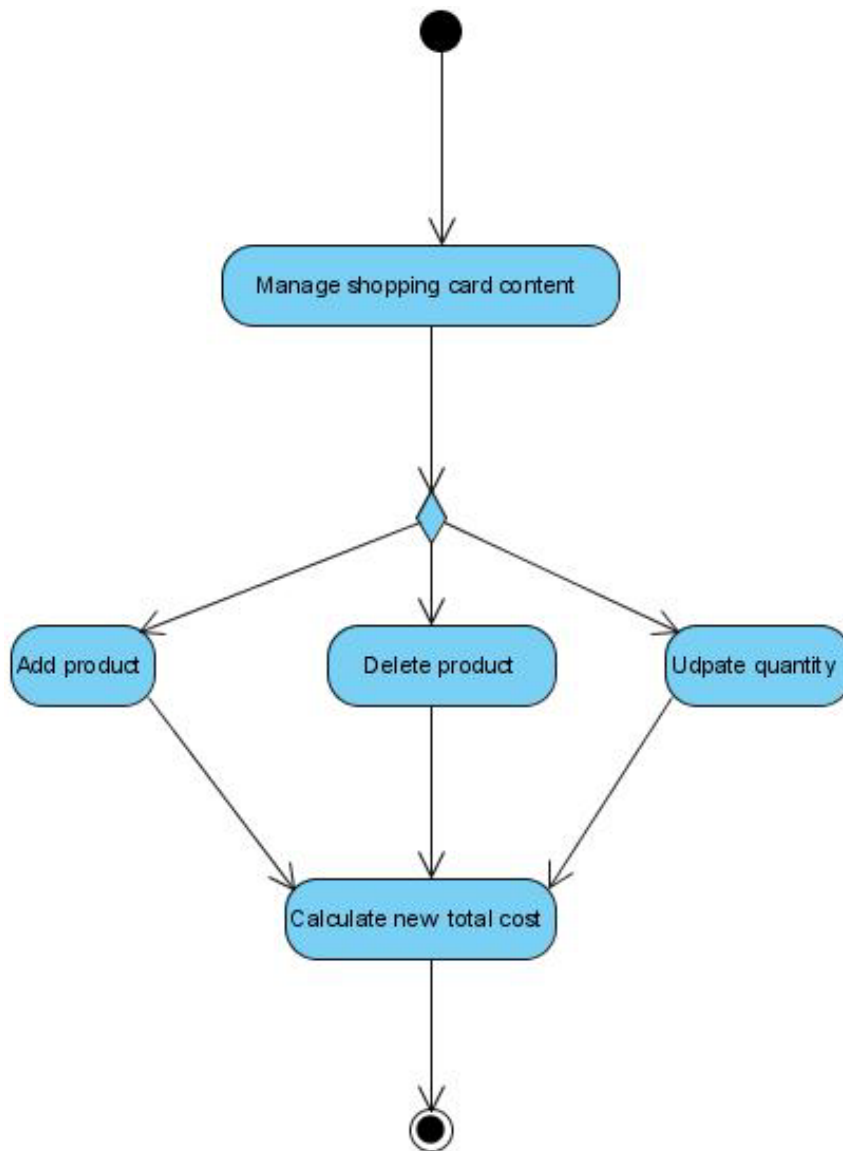 Manage shopping card content
Add product
Delete product
Udpate quantity
Calculate new total cost